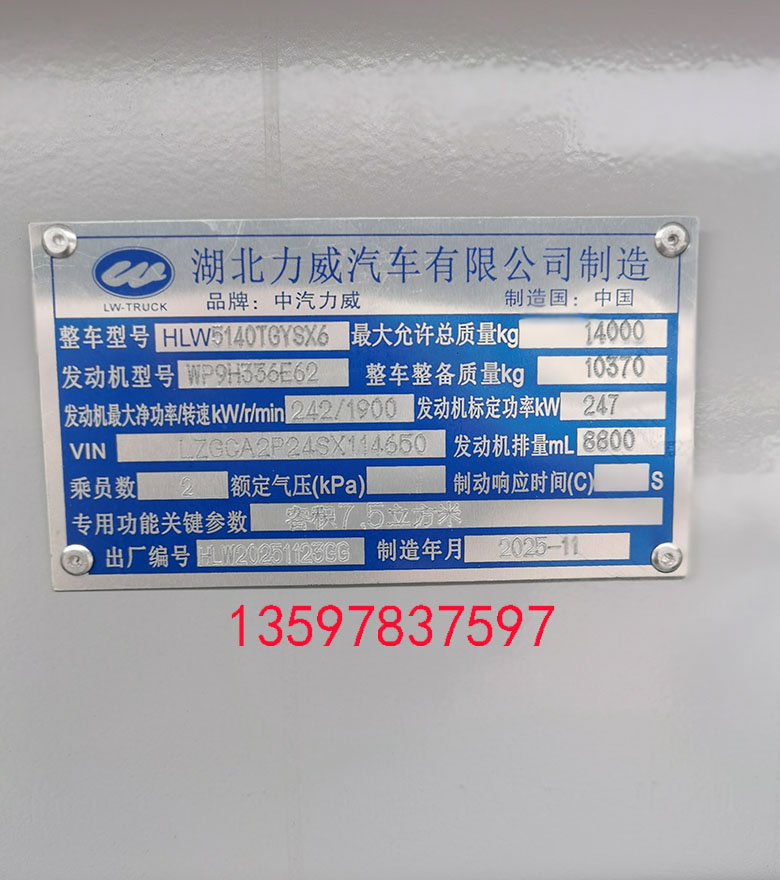 湖北力威汽车有限公司制造
LW-TRUCK 品牌：中汽力威 制造国：中国
整车型号 HLW5140TGYSX6 最大允许总质量kg 14000
发动机型号 WP9H336E62 整车整备质量kg 10370
发动机最大净功率/转速kW/r/min 242/1900 发动机标定功率kW 247
VIN LZGCA2P24SX114650 发动机排量mL 8800
乘员数 2 额定气压(kPa) 制动响应时间(C) S
专用功能关键参数 容积7.5立方米
出厂编号 HLW20251123GG 制造年月 2025-11
13597837597